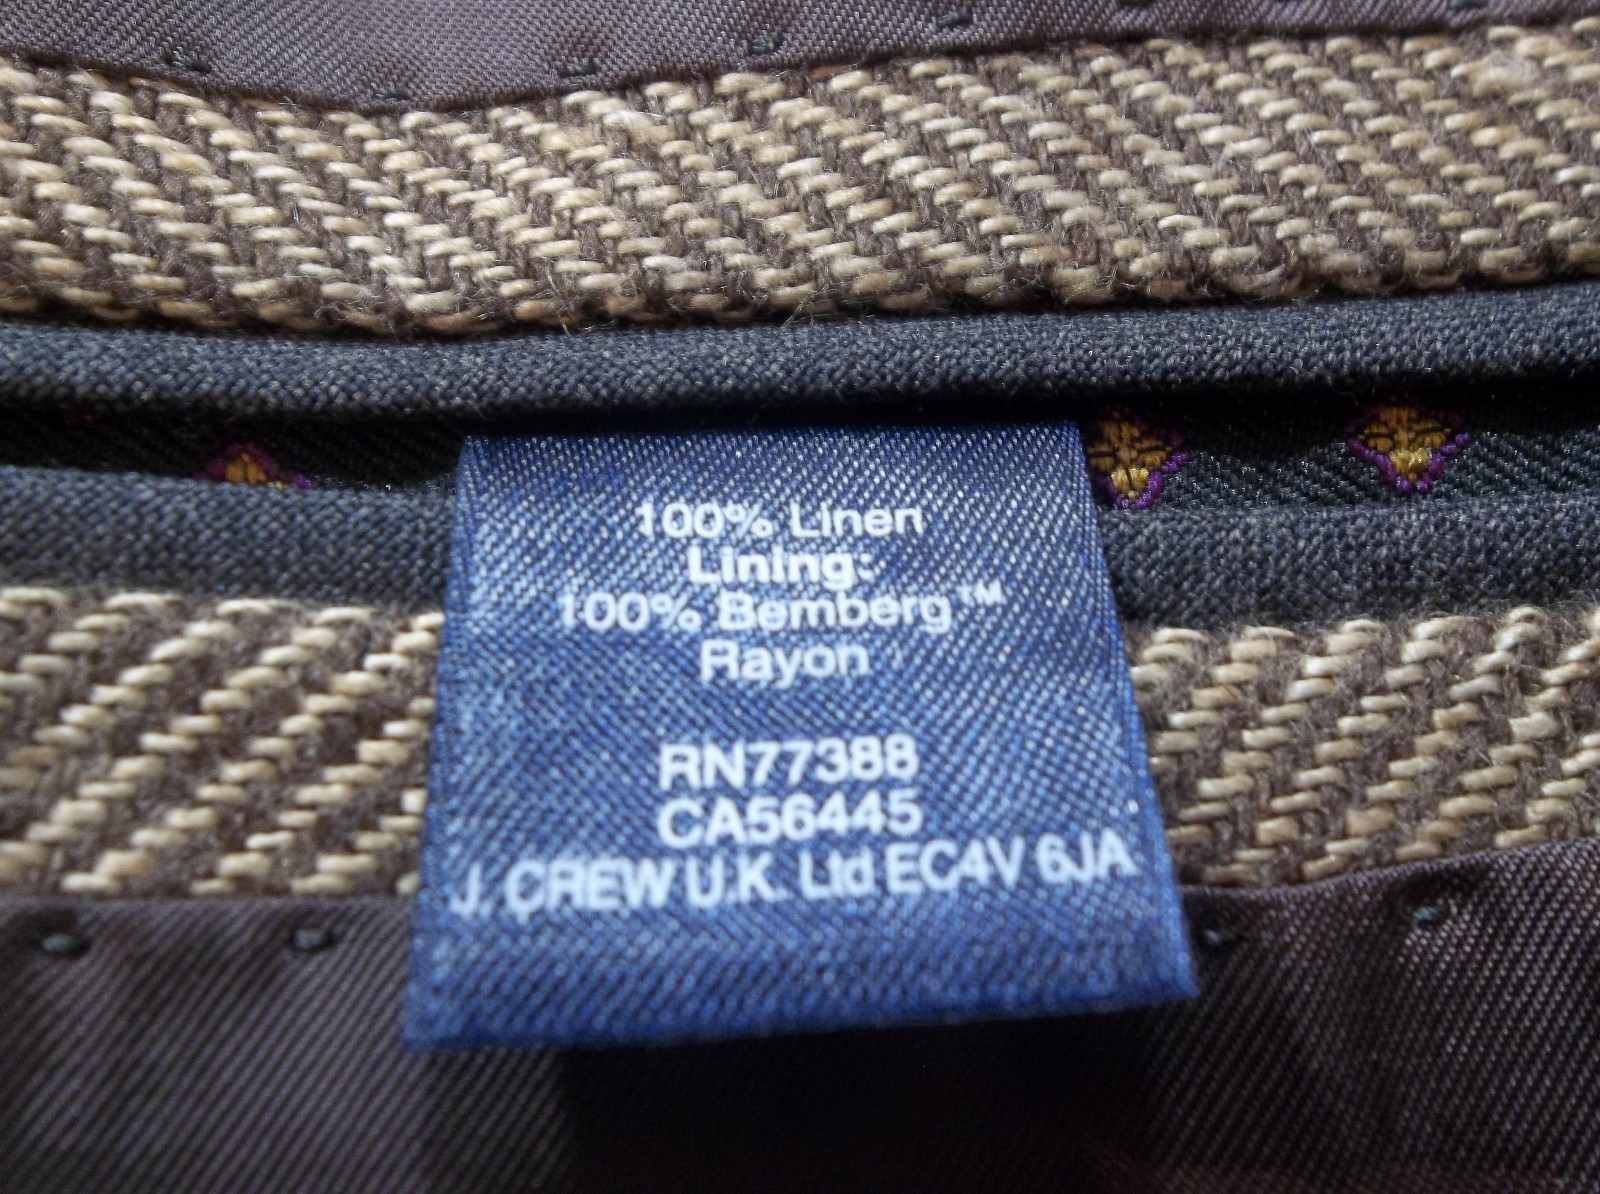 100% Linen
Lining:
100% Bemberg™
Rayon
RN77388
CA56445
J. CREW U.K. Ltd EC4V 6JA